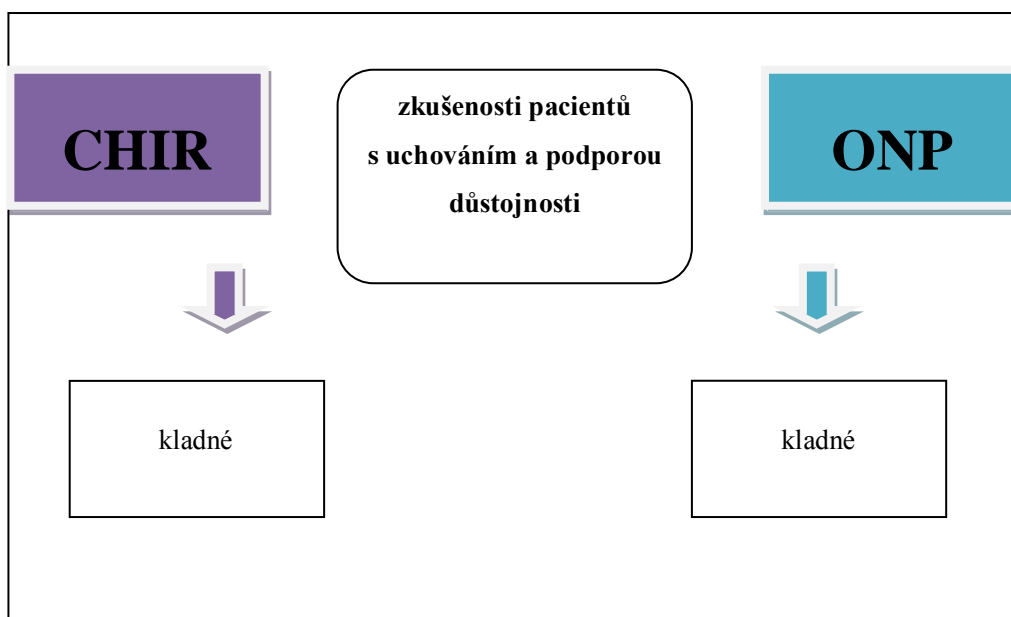 CHIR
zkušenosti pacientů
s uchováním a podporou
důstojnosti
ONP
kladné
kladné